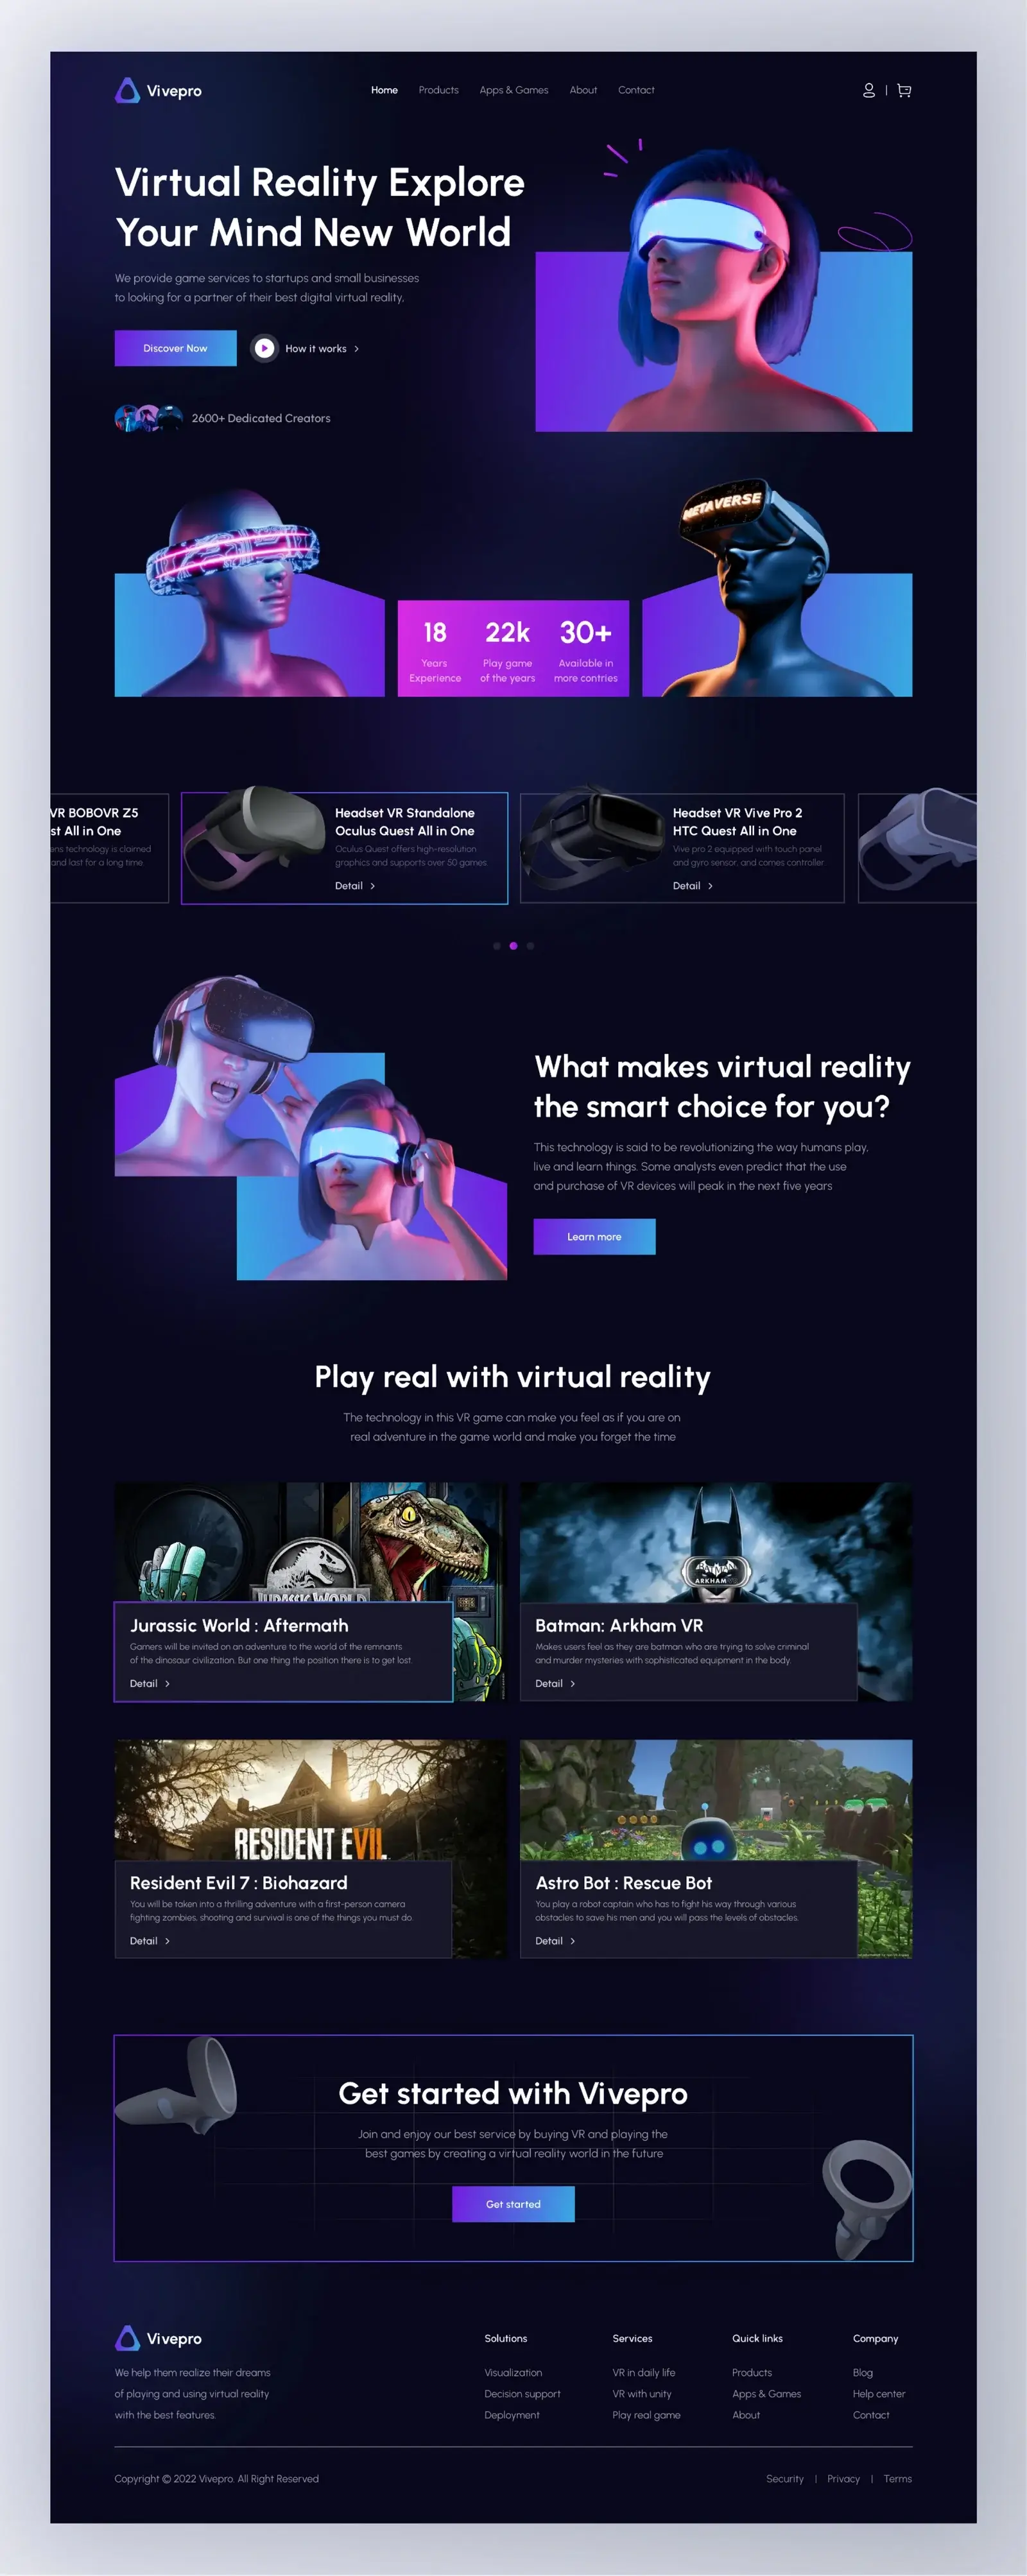 Vivepro
Home Products Apps & Games About Contact
Virtual Reality Explore
Your Mind New World
We provide game services to startups and small businesses
to looking for a partner of their best digital virtual reality,
Discover Now
How it works
2600+ Dedicated Creators
METAVERSE
18
Years
Experience
22k
Play game
of the years
30+
Available in
more contries
VR BOBOVR Z5
st All in One
ens technology is claimed
and last for a long time.
Headset VR Standalone
Oculus Quest All in One
Oculus Quest offers high-resolution
graphics and supports over 50 games.
Detail
Headset VR Vive Pro 2
HTC Quest All in One
Vive pro 2 equipped with touch panel
and gyro sensor, and comes controller
Detail
What makes virtual reality
the smart choice for you?
This technology is said to be revolutionizing the way humans play,
live and learn things. Some analysts even predict that the use
and purchase of VR devices will peak in the next five years
Learn more
Play real with virtual reality
The technology in this VR game can make you feel as if you are on
real adventure in the game world and make you forget the time
JURASSIC WORLD
Jurassic World : Aftermath
Gamers will be invited on an adventure to the world of the remnants
of the dinosaur civilization. But one thing the position there is to get lost.
Detail
BATMAN
ARKHAM
Batman: Arkham VR
Makes users feel as they are batman who are trying to solve criminal
and murder mysteries with sophisticated equipment in the body.
Detail
RESIDENT EVIL
Resident Evil 7 : Biohazard
You will be taken into a thrilling adventure with a first-person camera
fighting zombies, shooting and survival is one of the things you must do.
Detail
Astro Bot : Rescue Bot
You play a robot captain who has to fight his way through various
obstacles to save his men and you will pass the levels of obstacles.
Detail
Get started with Vivepro
Join and enjoy our best service by buying VR and playing the
best games by creating a virtual reality world in the future
Get started
Vivepro
We help them realize their dreams
of playing and using virtual reality
with the best features.
Solutions
Visualization
Decision support
Deployment
Services
VR in daily life
VR with unity
Play real game
Quick links
Products
Apps & Games
About
Company
Blog
Help center
Contact
Copyright © 2022 Vivepro. All Right Reserved
Security | Privacy | Terms